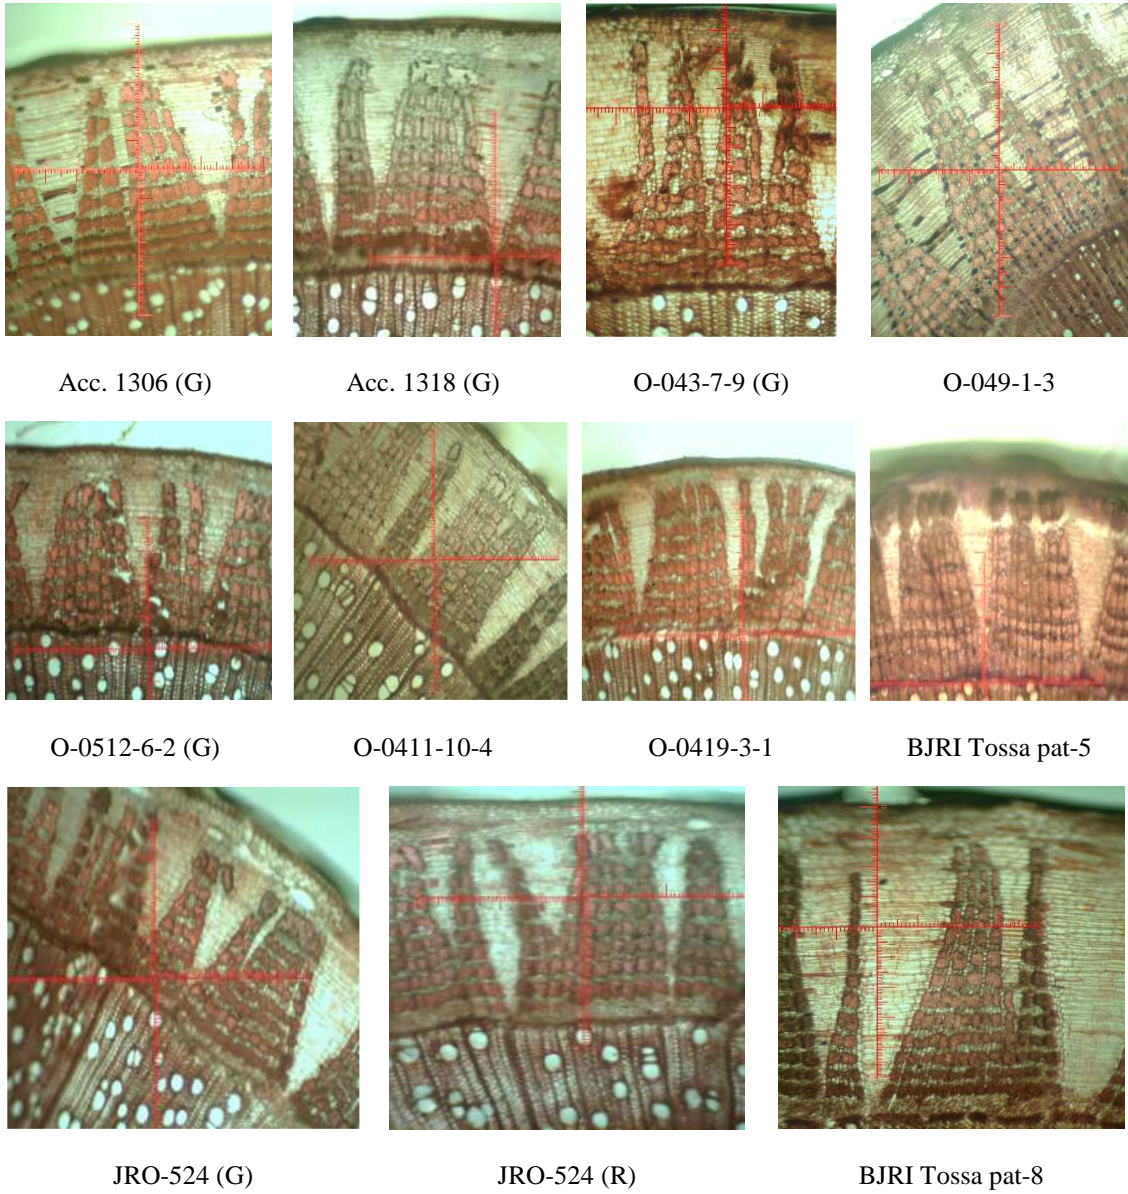 Acc. 1306 (G) Acc. 1318 (G) O-043-7-9 (G) O-049-1-3
O-0512-6-2 (G) O-0411-10-4 O-0419-3-1 BJRI Tossa pat-5
JRO-524 (G) JRO-524 (R) BJRI Tossa pat-8